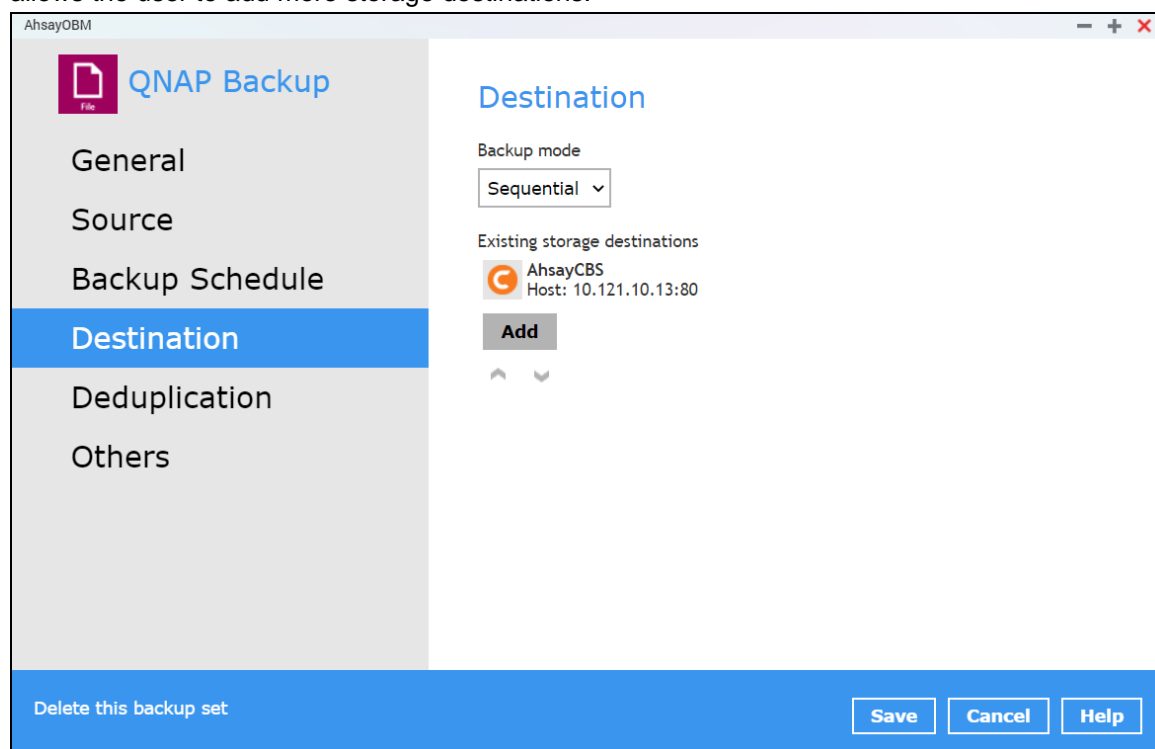 allows the user to add more storage destinations.
AhsayOBM
File
QNAP Backup
General
Source
Backup Schedule
Destination
Deduplication
Others
Destination
Backup mode
Sequential
Existing storage destinations
AhsayCBS
Host: 10.121.10.13:80
Add
Delete this backup set
Save
Cancel
Help